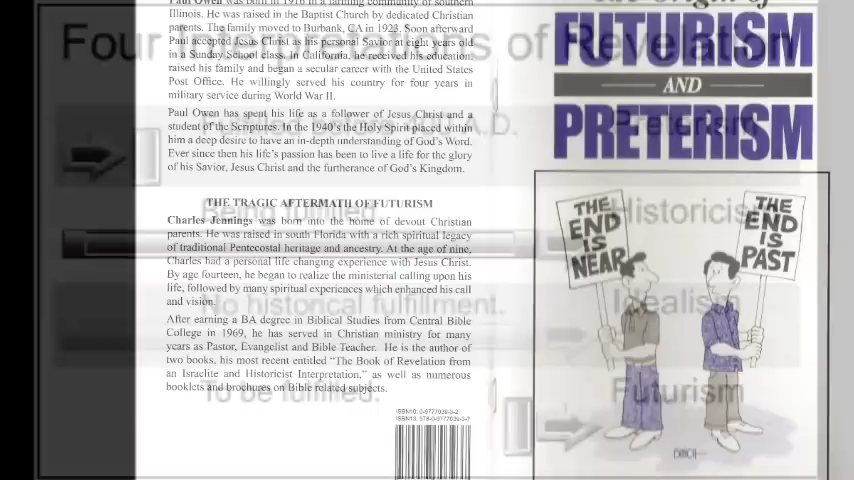 Paul Owen was born in 1916 in a farming community of southern
Illinois. He was raised in the Baptist Church by dedicated Christian
parents. The family moved to Burbank, CA in 1923. Soon afterward
Paul accepted Jesus Christ as his personal Savior at eight years old
in a Sunday School class. In California, he received his education,
raised his family and began a secular career with the United States
Post Office. He willingly served his country for four years in
military service during World War II.
Paul Owen has spent his life as a follower of Jesus Christ and a
student of the Scriptures. In the 1940's the Holy Spirit placed within
him a deep desire to have an in-depth understanding of God's Word.
Ever since then his life's passion has been to live a life for the glory
of his Savior, Jesus Christ and the furtherance of God's Kingdom.
THE TRAGIC AFTERMATH OF FUTURISM
Charles Jennings was born into the home of devout Christian
parents. He was raised in south Florida with a rich spiritual legacy
of traditional Pentecostal heritage and ancestry. At the age of nine,
Charles had a personal life changing experience with Jesus Christ.
By age fourteen, he began to realize the ministerial calling upon his
life, followed by many spiritual experiences which enhanced his call
and vision.
After earning a BA degree in Biblical Studies from Central Bible
College in 1969, he has served in Christian ministry for many
years as Pastor, Evangelist and Bible Teacher. He is the author of
two books, his most recent entitled “The Book of Revelation from
an Israelite and Historicist Interpretation,” as well as numerous
booklets and brochures on Bible related subjects.
The Origin of
FUTURISM
AND
PRETERISM
THE
END
IS
NEAR
THE
END
IS
PAST
Four Interpretations of Revelation
A.D.
Preterism
Being fulfilled.
Historicism
No historical fulfillment.
Idealism
To be fulfilled.
Futurism